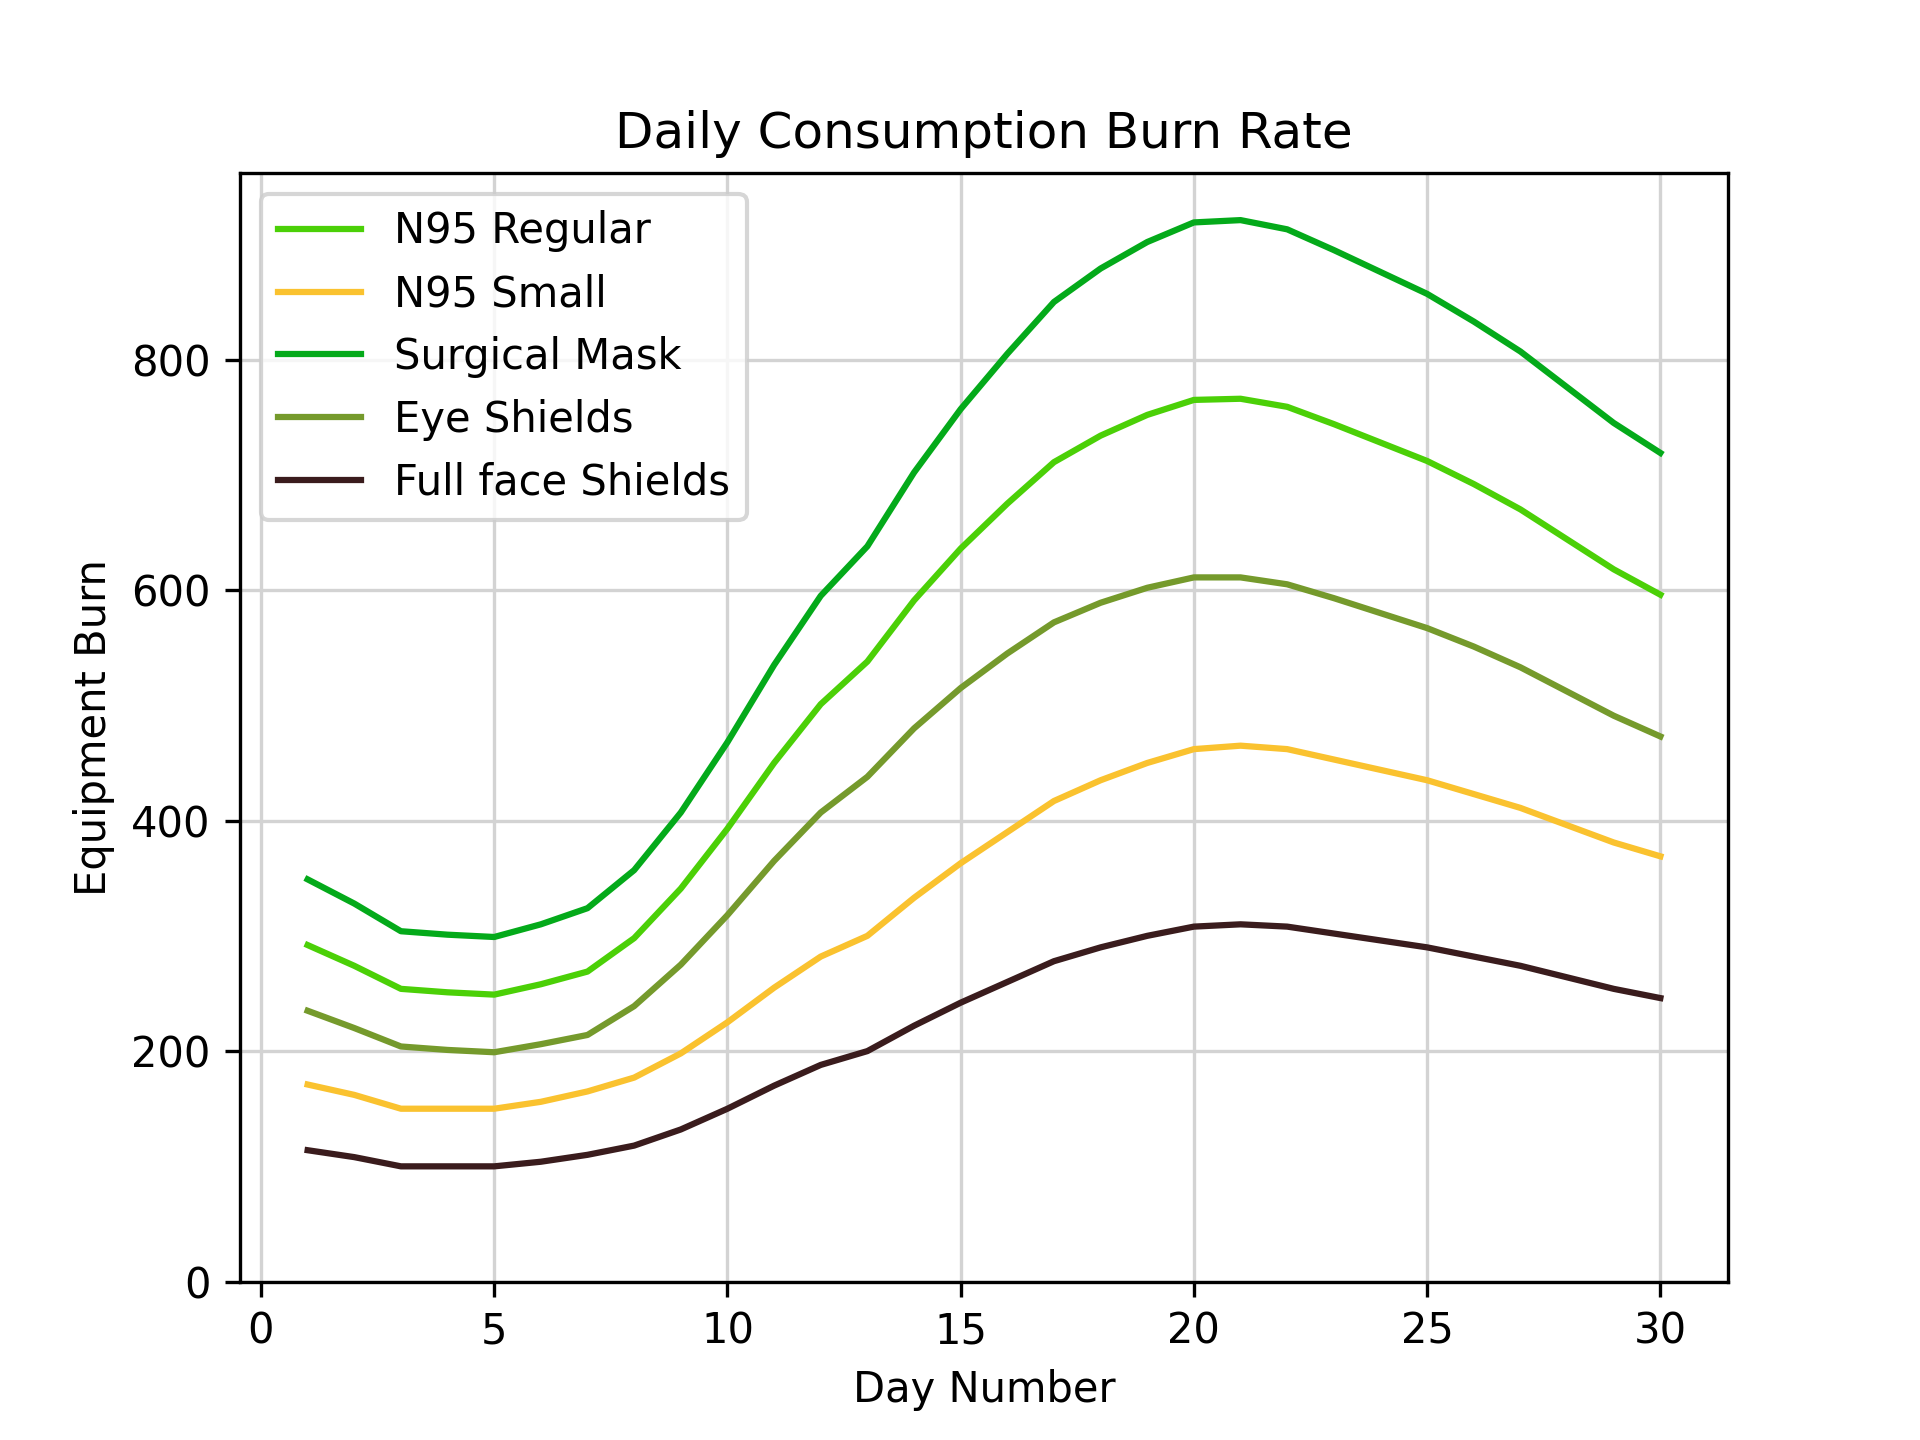 Daily Consumption Burn Rate
N95 Regular
N95 Small
Surgical Mask
Eye Shields
Full face Shields
800
600
400
200
0
Equipment Burn
0 5 10 15 20 25 30
Day Number